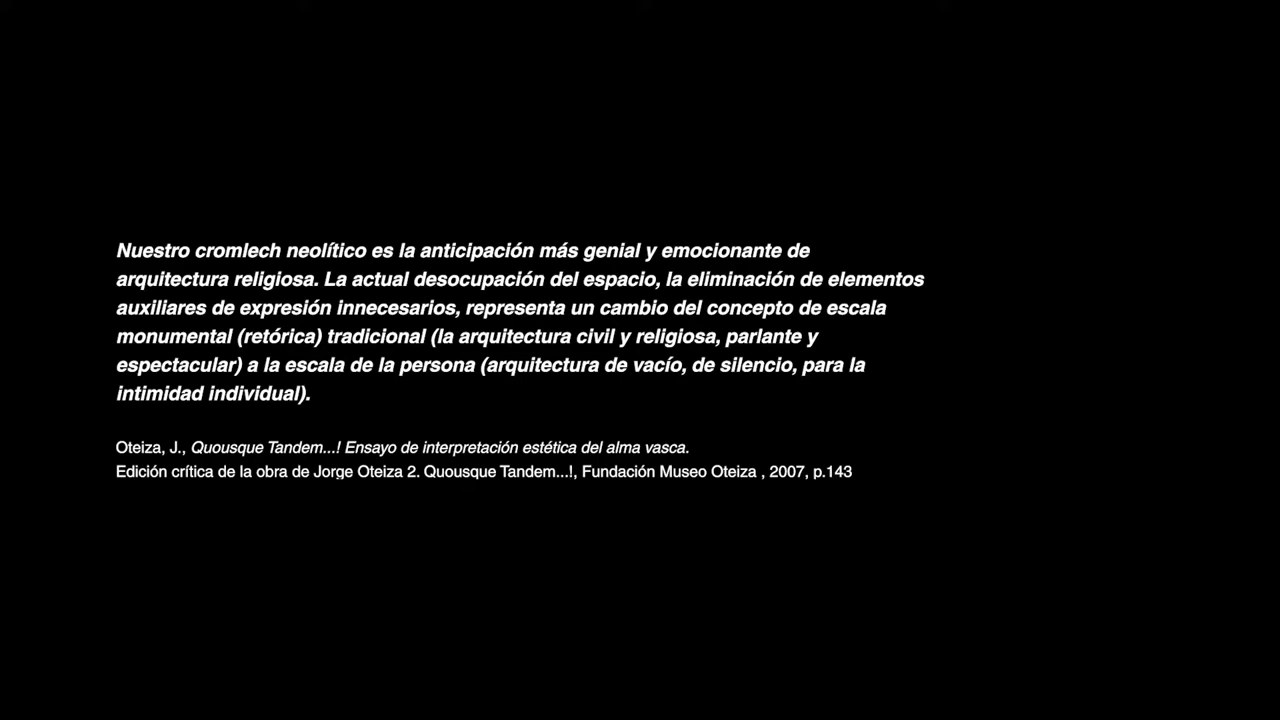 Nuestro cromlech neolítico es la anticipación más genial y emocionante de
arquitectura religiosa. La actual desocupación del espacio, la eliminación de elementos
auxiliares de expresión innecesarios, representa un cambio del concepto de escala
monumental (retórica) tradicional (la arquitectura civil y religiosa, parlante y
espectacular) a la escala de la persona (arquitectura de vacío, de silencio, para la
intimidad individual).
Oteiza, J., Quousque Tandem...! Ensayo de interpretación estética del alma vasca.
Edición crítica de la obra de Jorge Oteiza 2. Quousque Tandem...!, Fundación Museo Oteiza , 2007, p.143